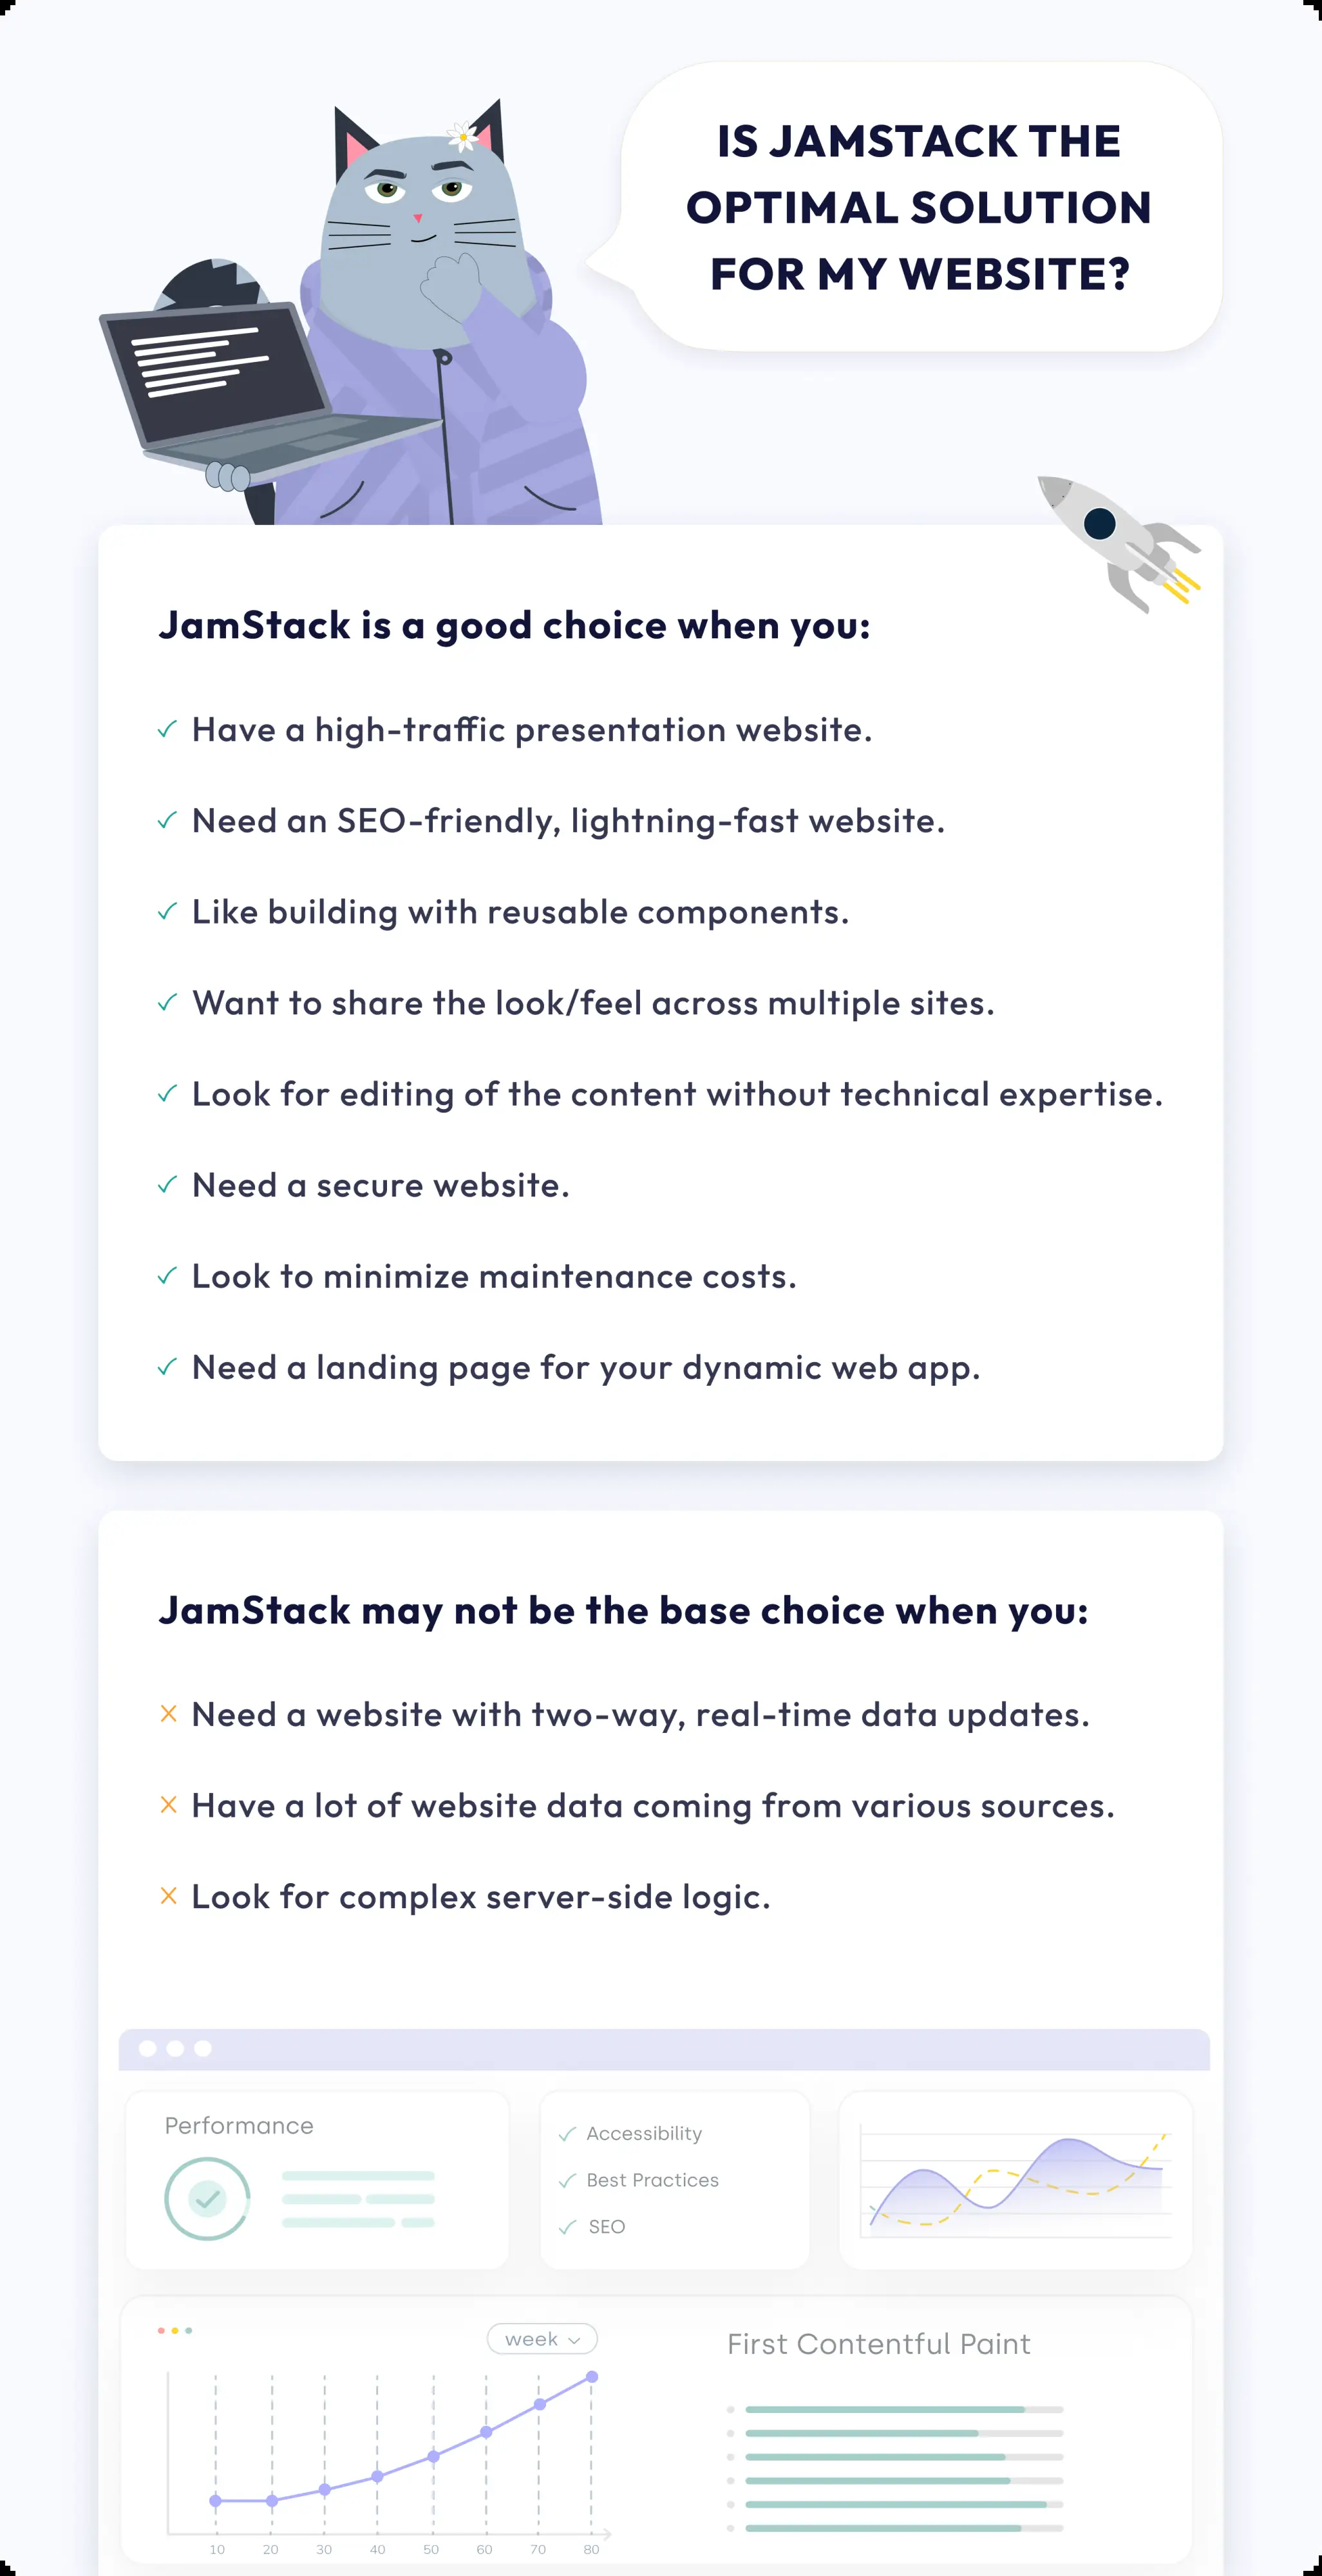 IS JAMSTACK THE
OPTIMAL SOLUTION
FOR MY WEBSITE?
JamStack is a good choice when you:
Have a high-traffic presentation website.
Need an SEO-friendly, lightning-fast website.
Like building with reusable components.
Want to share the look/feel across multiple sites.
Look for editing of the content without technical expertise.
Need a secure website.
Look to minimize maintenance costs.
Need a landing page for your dynamic web app.
JamStack may not be the base choice when you:
Need a website with two-way, real-time data updates.
Have a lot of website data coming from various sources.
Look for complex server-side logic.
Performance
Accessibility
Best Practices
SEO
week
First Contentful Paint
10 20 30 40 50 60 70 80